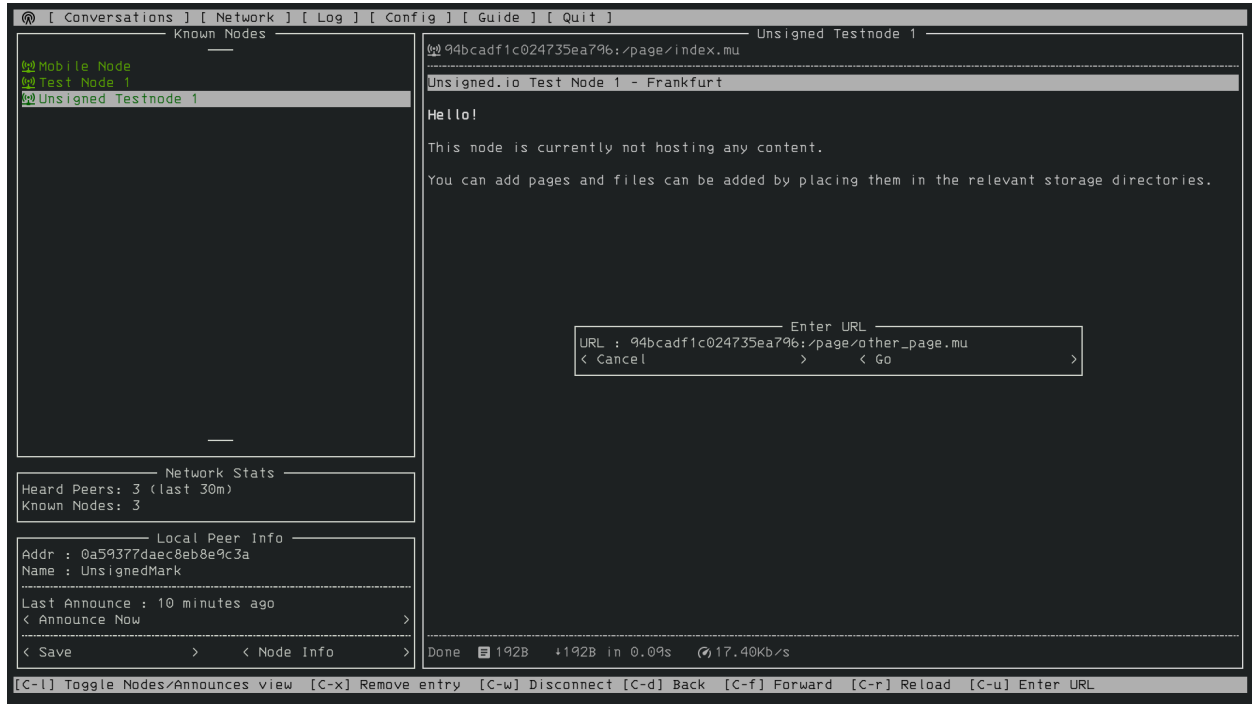 [ Conversations ] [ Network ] [ Log ] [ Config ] [ Guide ] [ Quit ]
Known Nodes
Mobile Node
Test Node 1
Unsigned Testnode 1
Network Stats
Heard Peers: 3 (last 30m)
Known Nodes: 3
Local Peer Info
Addr : 0a59377daec8eb8e9c3a
Name : UnsignedMark
Last Announce : 10 minutes ago
< Announce Now >
< Save > < Node Info >
Unsigned Testnode 1
94bcadf1c024735ea796:/page/index.mu
Unsigned.io Test Node 1 - Frankfurt
Hello!
This node is currently not hosting any content.
You can add pages and files can be added by placing them in the relevant storage directories.
Enter URL
URL : 94bcadf1c024735ea796:/page/other_page.mu
< Cancel > < Go >
Done 192B ↓192B in 0.09s 17.40Kb/s
[C-l] Toggle Nodes/Announces view [C-x] Remove entry [C-w] Disconnect [C-d] Back [C-f] Forward [C-r] Reload [C-u] Enter URL